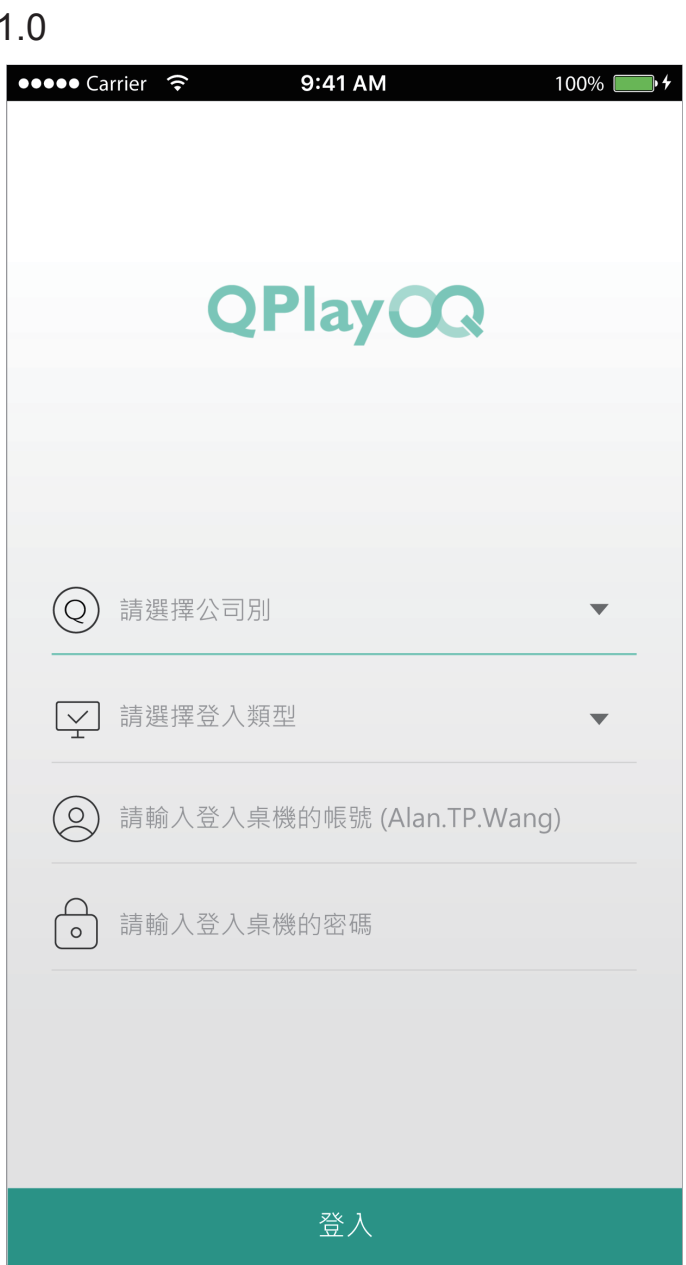 1.0
Carrier 9:41 AM 100%
QPlay
請選擇公司別
請選擇登入類型
請輸入登入桌機的帳號 (Alan.TP.Wang)
請輸入登入桌機的密碼
登入